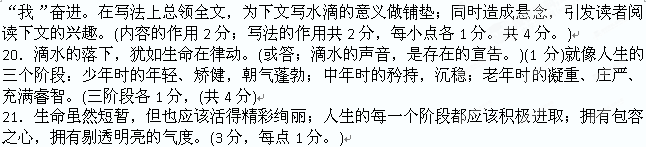 “我”奋进。在写法上总领全文，为下文写水滴的意义做铺垫；同时造成悬念，引发读者阅
读下文的兴趣。(内容的作用 2 分；写法的作用共 2 分，每小点各 1 分。共 4 分。)
20．滴水的落下，犹如生命在律动。(或答：滴水的声音，是存在的宣告。)(1 分)就像人生的
三个阶段：少年时的年轻、矫健，朝气蓬勃；中年时的矜持，沉稳；老年时的凝重、庄严、
充满睿智。(三阶段各 1 分，(共 4 分)
21．生命虽然短暂，但也应该活得精彩绚丽；人生的每一个阶段都应该积极进取；拥有包容
之心，拥有剔透明亮的气度。(3 分，每点 1 分。)